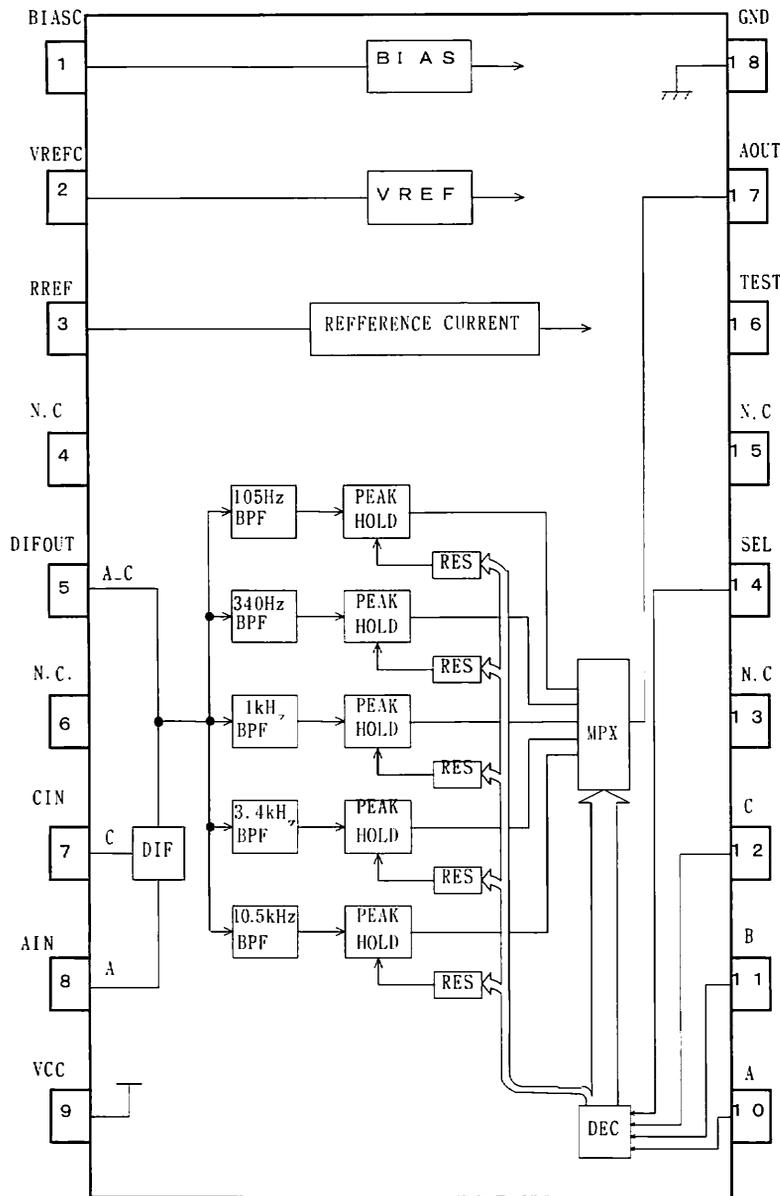 BIASC
1
BIAS
GND
18
VREFC
2
VREF
AOUT
17
RREF
3
REFFERENCE CURRENT
TEST
16
N.C
4
N.C
15
105Hz
BPF
PEAK
HOLD
RES
DIFOUT
5
A-C
SEL
14
340Hz
BPF
PEAK
HOLD
RES
N.C.
6
1kHz
BPF
PEAK
HOLD
RES
MPX
N.C
13
CIN
7
C
DIF
3.4kHz
BPF
PEAK
HOLD
RES
C
12
AIN
8
A
10.5kHz
BPF
PEAK
HOLD
RES
B
11
VCC
9
DEC
A
10